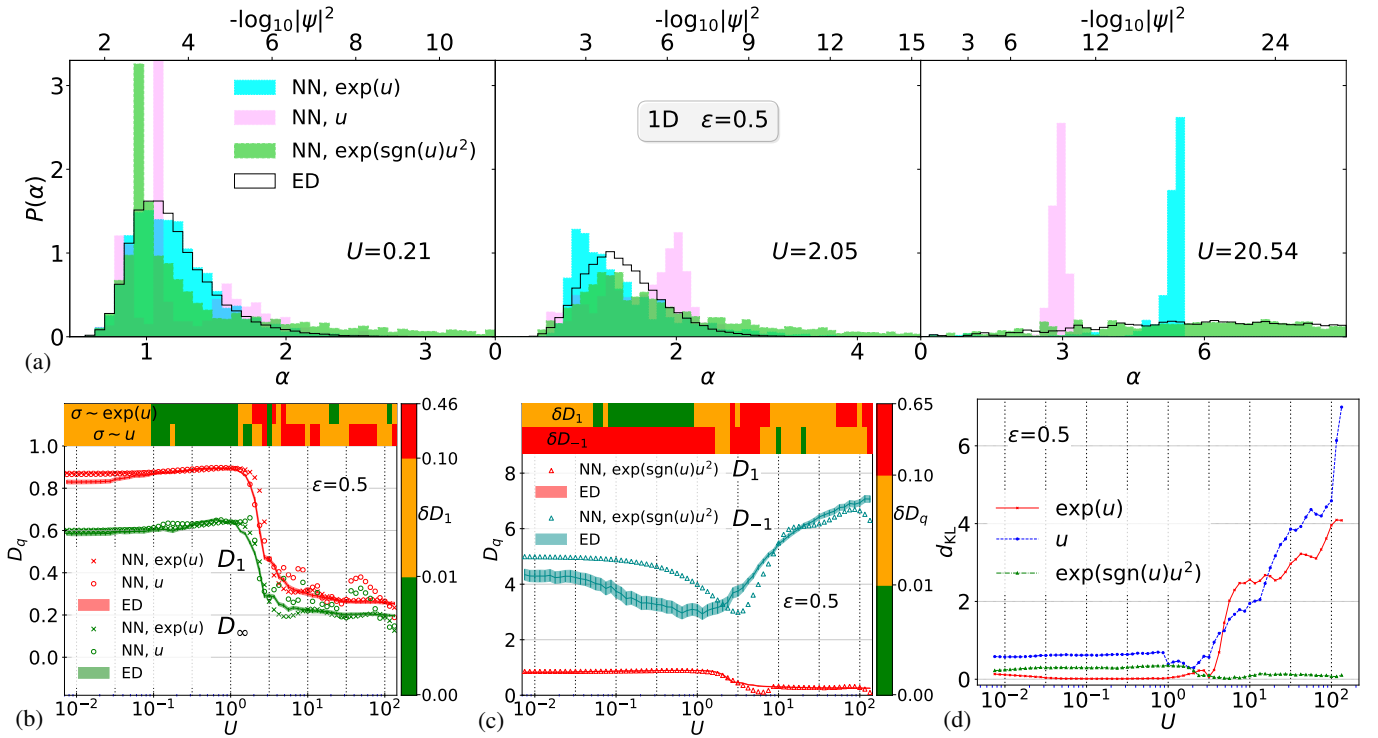 -log₁₀|ψ|²
-log₁₀|ψ|²
-log₁₀|ψ|²
2 4 6 8 10
3 6 9 12 15
3 6 12 24
P(α)
3
2
1
0
NN, exp(u)
NN, u
NN, exp(sgn(u)u²)
ED
1D ε=0.5
U=0.21
U=2.05
U=20.54
1 2 3
0 2 4
0 3 6
α
α
α
(a)
σ ~ exp(u)
σ ~ u
0.46
0.10
δD₁
0.01
0.00
D_q
1.0
0.8
0.6
0.4
0.2
0.0
ε=0.5
NN, exp(u) D₁
NN, u
ED
NN, exp(u) D∞
NN, u
ED
10⁻² 10⁻¹ 10⁰ 10¹ 10²
U
(b)
δD₁
δD₋₁
0.65
0.10
δD_q
0.01
0.00
D_q
8
6
4
2
0
NN, exp(sgn(u)u²) D₁
ED
NN, exp(sgn(u)u²) D₋₁
ED
ε=0.5
10⁻² 10⁻¹ 10⁰ 10¹ 10²
U
(c)
d_KL
6
4
2
0
ε=0.5
exp(u)
u
exp(sgn(u)u²)
10⁻² 10⁻¹ 10⁰ 10¹ 10²
U
(d)